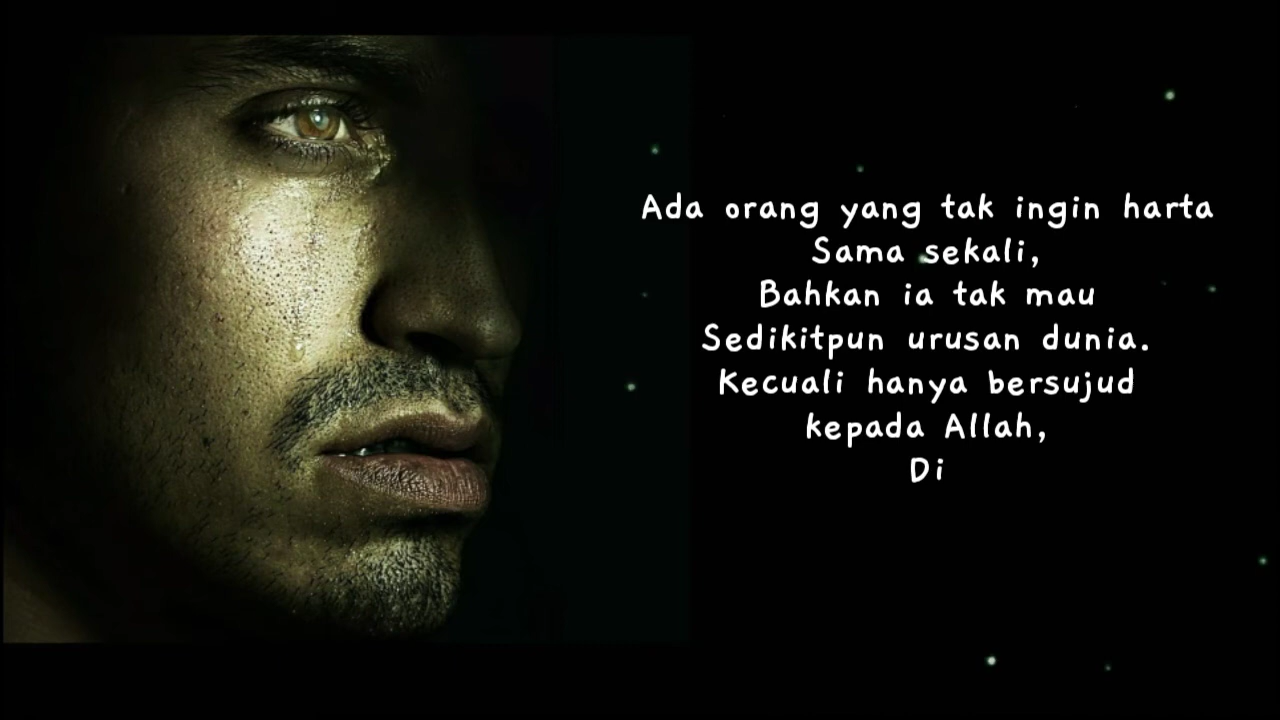 Ada orang yang tak ingin harta
Sama sekali,
Bahkan ia tak mau
Sedikitpun urusan dunia.
Kecuali hanya bersujud
kepada Allah,
Di